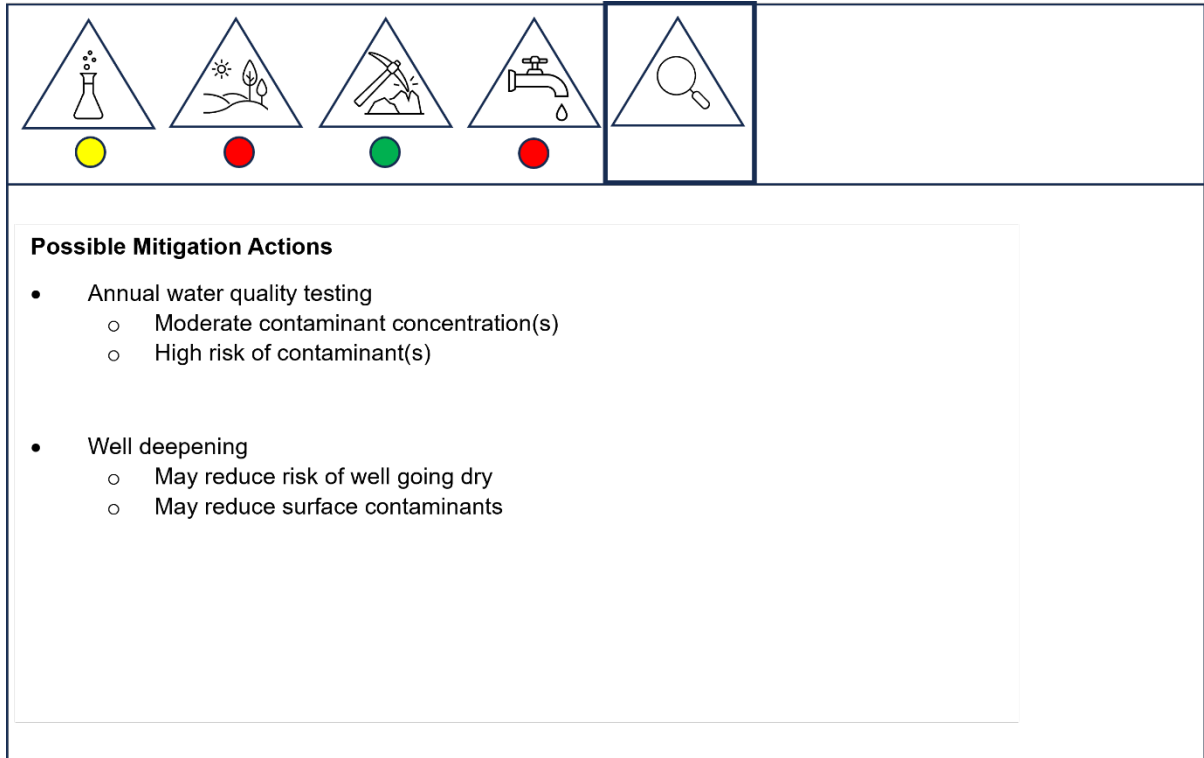 Possible Mitigation Actions
• Annual water quality testing
o Moderate contaminant concentration(s)
o High risk of contaminant(s)
• Well deepening
o May reduce risk of well going dry
o May reduce surface contaminants